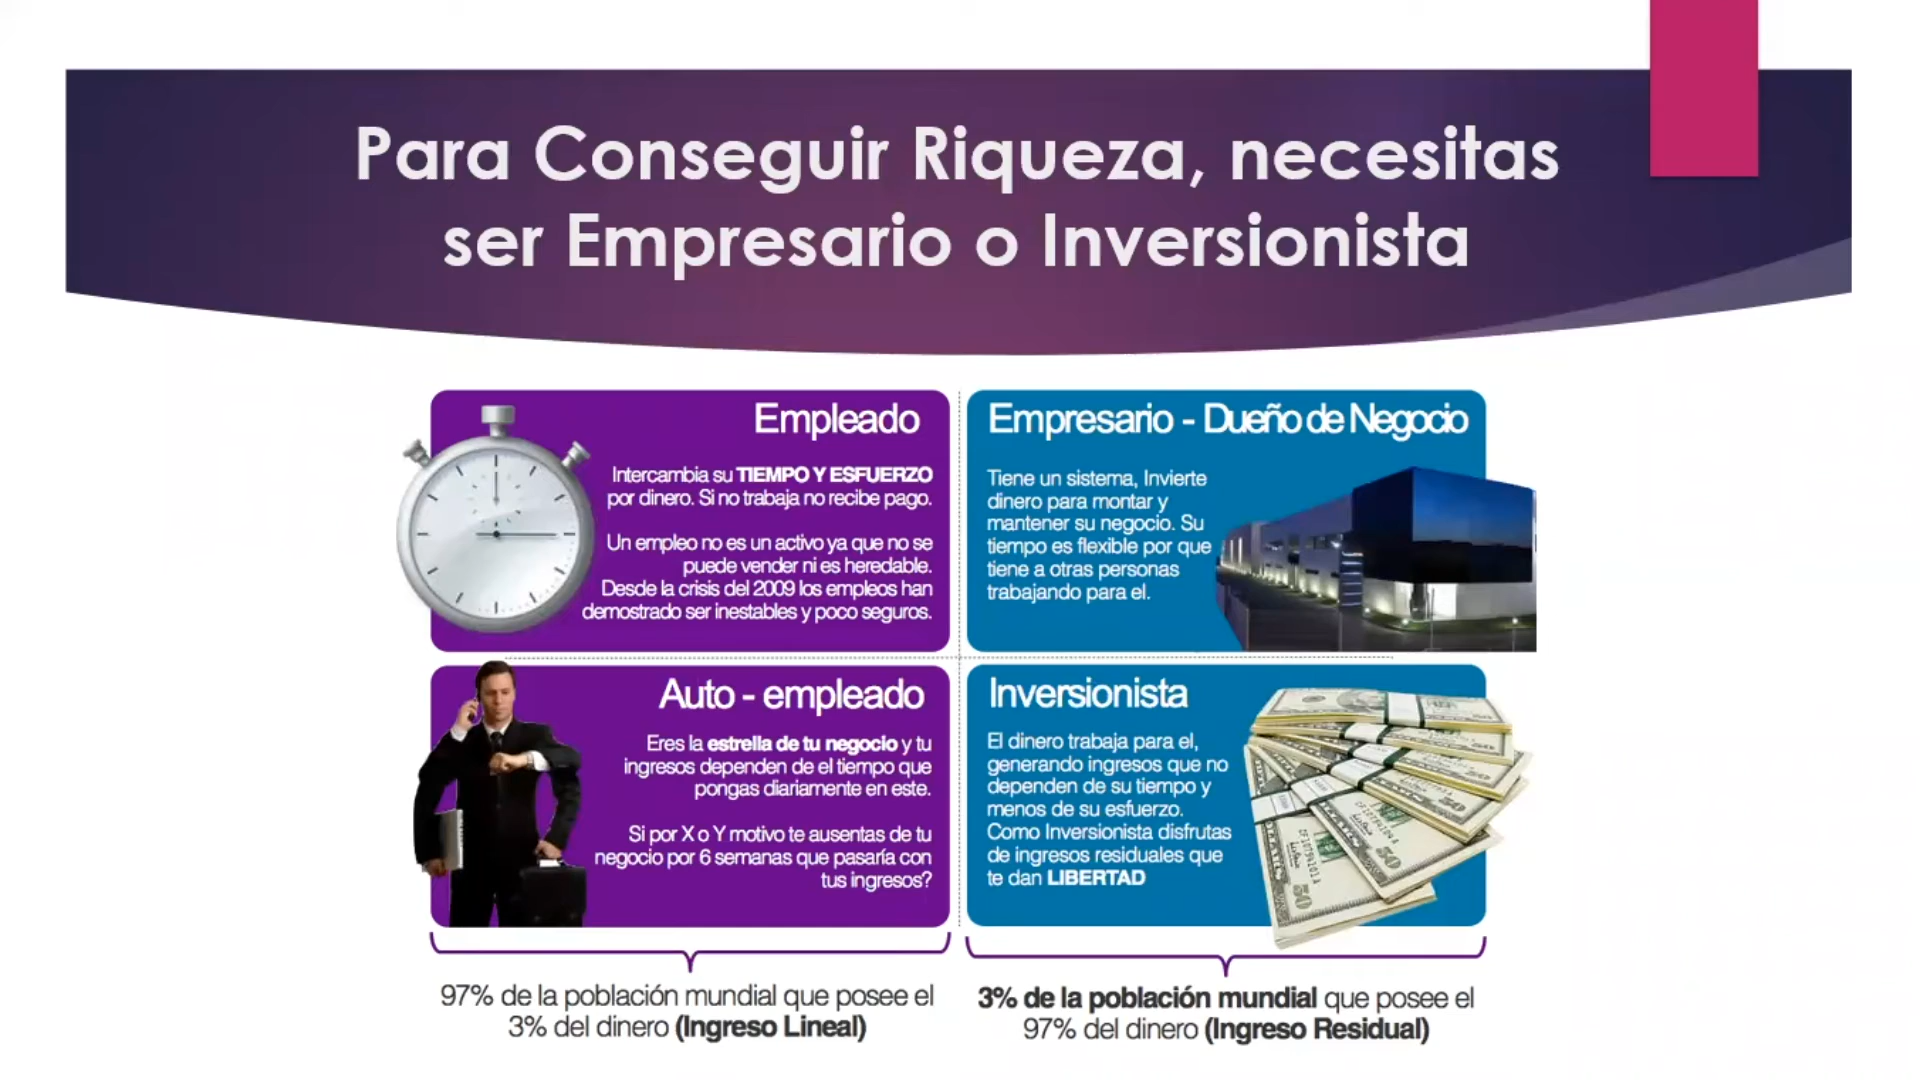 Para Conseguir Riqueza, necesitas
ser Empresario o Inversionista
Empleado
Intercambia su TIEMPO Y ESFUERZO
por dinero. Si no trabaja no recibe pago.
Un empleo no es un activo ya que no se
puede vender ni es heredable.
Desde la crisis del 2009 los empleos han
demostrado ser inestables y poco seguros.
Empresario - Dueño de Negocio
Tiene un sistema, Invierte
dinero para montar y
mantener su negocio. Su
tiempo es flexible por que
tiene a otras personas
trabajando para el.
Auto - empleado
Eres la estrella de tu negocio y tu
ingresos dependen de el tiempo que
pongas diariamente en este.
Si por X o Y motivo te ausentas de tu
negocio por 6 semanas que pasaría con
tus ingresos?
Inversionista
El dinero trabaja para el,
generando ingresos que no
dependen de su tiempo y
menos de su esfuerzo.
Como Inversionista disfrutas
de ingresos residuales que
te dan LIBERTAD
97% de la población mundial que posee el
3% del dinero (Ingreso Lineal)
3% de la población mundial que posee el
97% del dinero (Ingreso Residual)